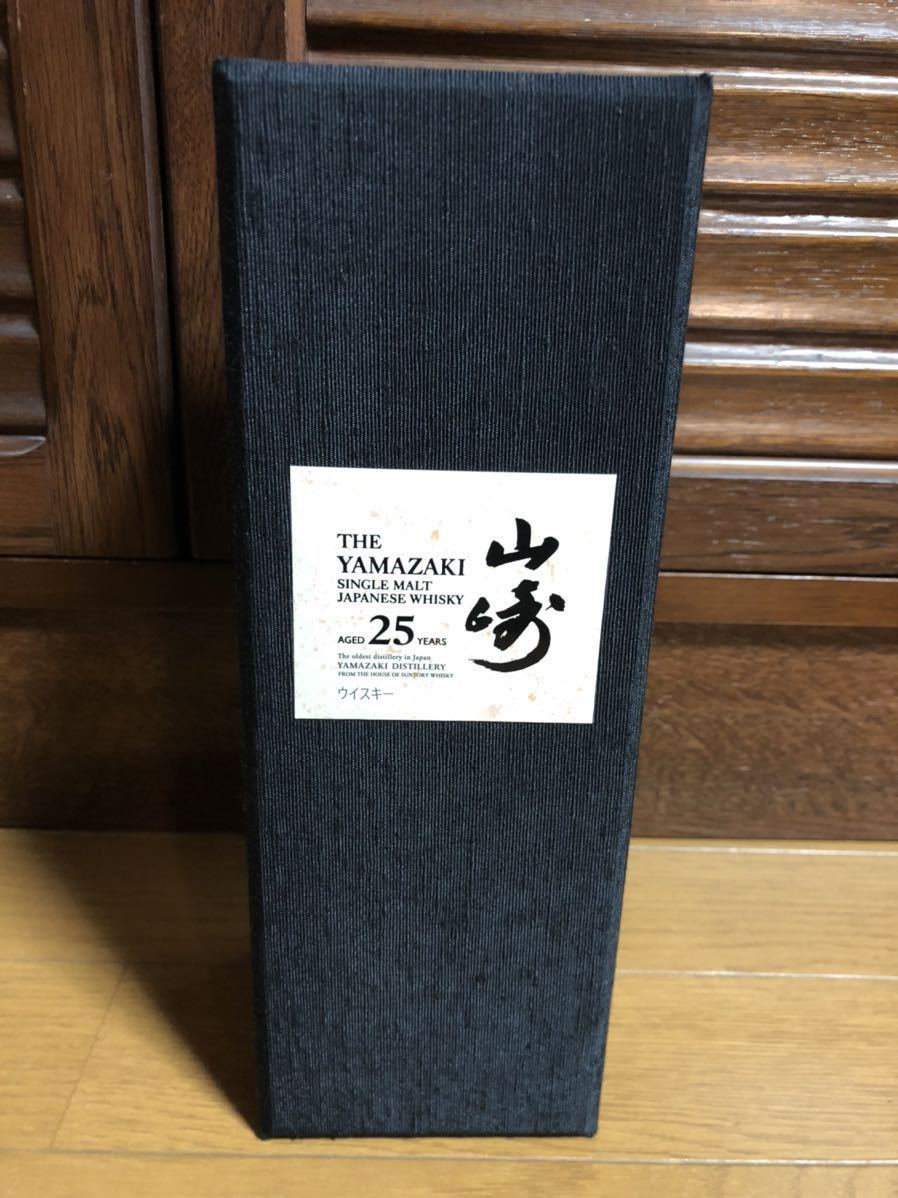 THE
YAMAZAKI
SINGLE MALT
JAPANESE WHISKY
AGED 25 YEARS
The oldest distillery in Japan
YAMAZAKI DISTILLERY
FROM THE HOUSE OF SUNTORY WHISKY
ウイスキー
山崎